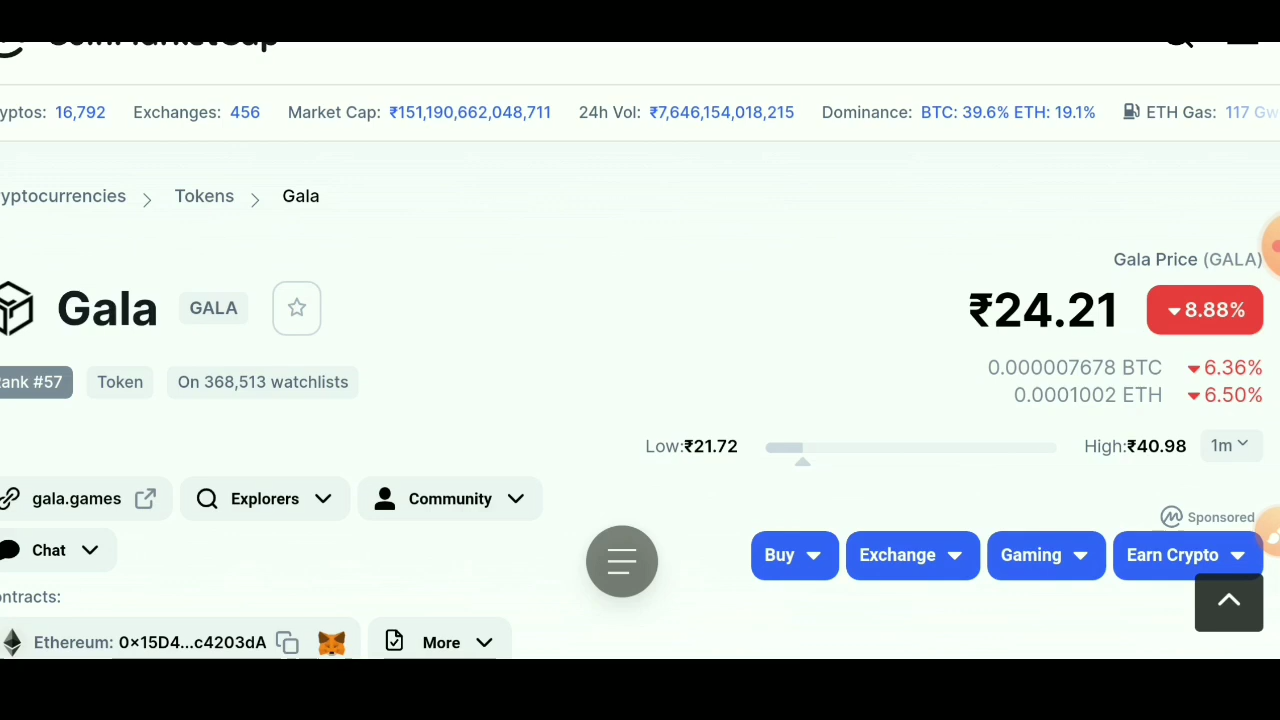 CoinMarketCap
yptos: 16,792 Exchanges: 456 Market Cap: ₹151,190,662,048,711 24h Vol: ₹7,646,154,018,215 Dominance: BTC: 39.6% ETH: 19.1% ETH Gas: 117 Gw
yptocurrencies > Tokens > Gala
Gala Price (GALA)
Gala GALA ₹24.21 8.88%
ank #57 Token On 368,513 watchlists
0.000007678 BTC 6.36%
0.0001002 ETH 6.50%
Low:₹21.72 High:₹40.98 1m
gala.games Explorers Community
Sponsored
Chat Buy Exchange Gaming Earn Crypto
ntracts:
Ethereum: 0x15D4...c4203dA More